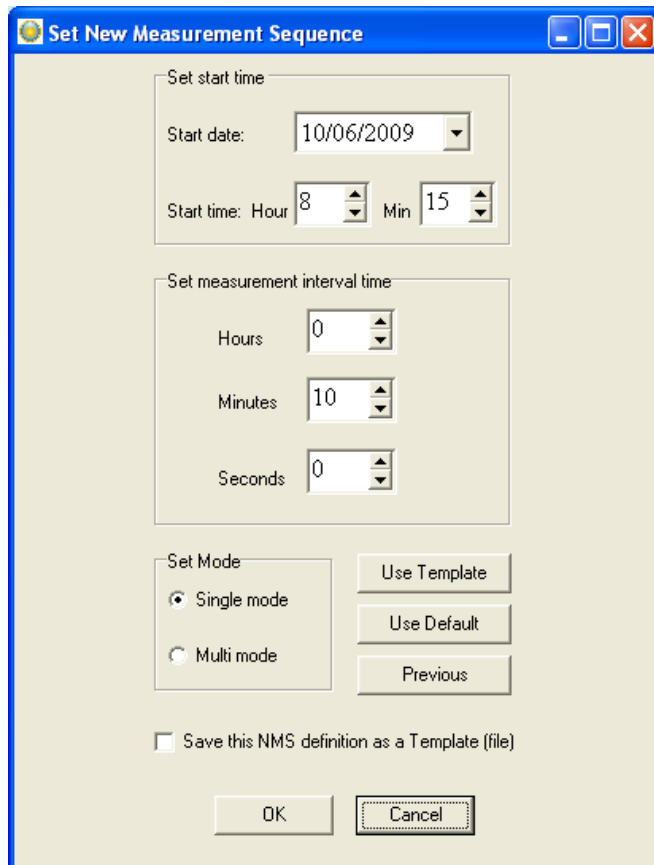 Set New Measurement Sequence
Set start time
Start date: 10/06/2009
Start time: Hour 8 Min 15
Set measurement interval time
Hours 0
Minutes 10
Seconds 0
Set Mode
Single mode
Multi mode
Use Template
Use Default
Previous
Save this NMS definition as a Template (file)
OK Cancel